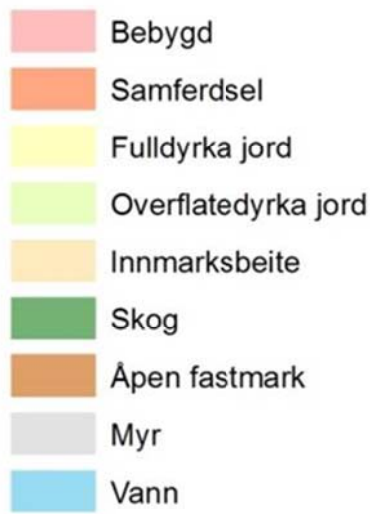 Bebygd
Samferdsel
Fulldyrka jord
Overflatedyrka jord
Innmarksbeite
Skog
Åpen fastmark
Myr
Vann